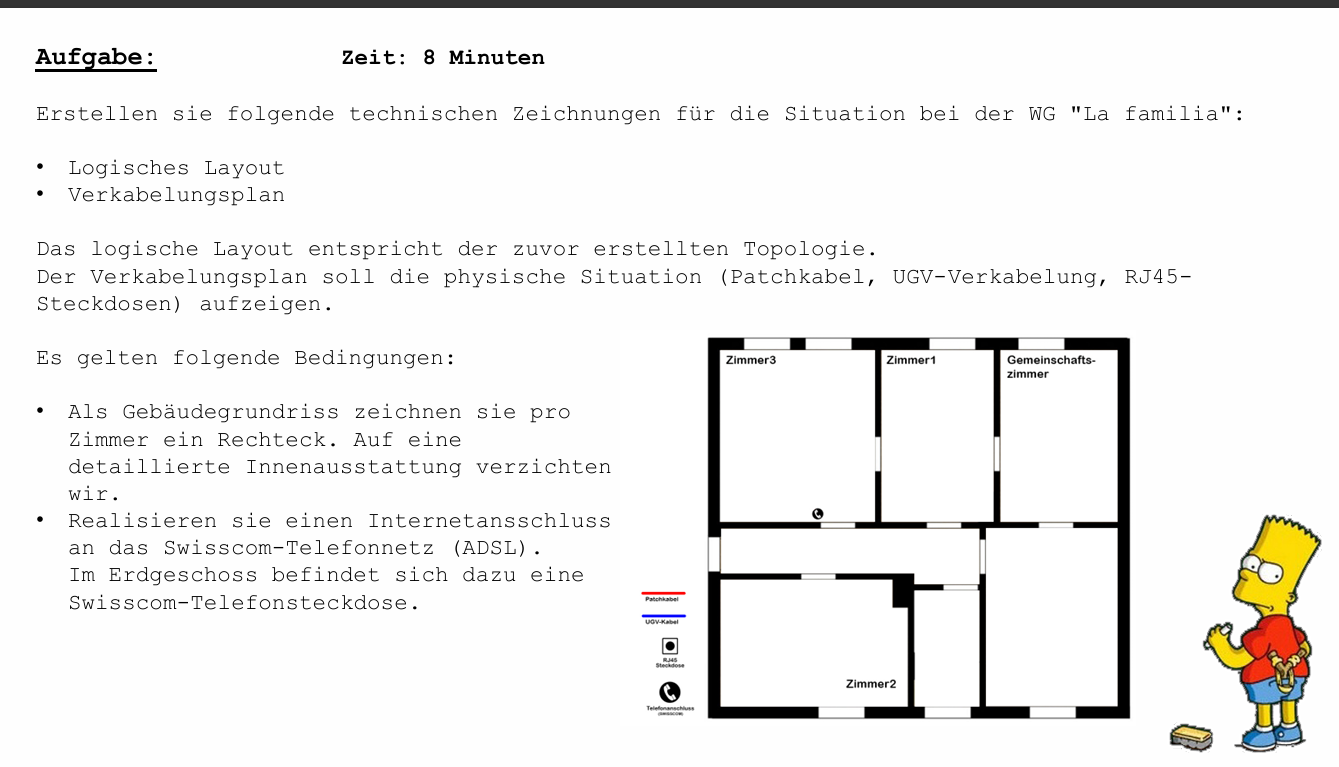 Aufgabe:
Zeit: 8 Minuten
Erstellen sie folgende technischen Zeichnungen für die Situation bei der WG "La familia":
• Logisches Layout
• Verkabelungsplan
Das logische Layout entspricht der zuvor erstellten Topologie.
Der Verkabelungsplan soll die physische Situation (Patchkabel, UGV-Verkabelung, RJ45-
Steckdosen) aufzeigen.
Es gelten folgende Bedingungen:
• Als Gebäudegrundriss zeichnen sie pro
Zimmer ein Rechteck. Auf eine
detaillierte Innenausstattung verzichten
wir.
• Realisieren sie einen Internetansschluss
an das Swisscom-Telefonnetz (ADSL).
Im Erdgeschoss befindet sich dazu eine
Swisscom-Telefonsteckdose.
Zimmer3
Zimmer1
Gemeinschafts-
zimmer
Patchkabel
UGV-Kabel
RJ45
Steckdose
Telefonanschluss
(SWISSCOM)
Zimmer2